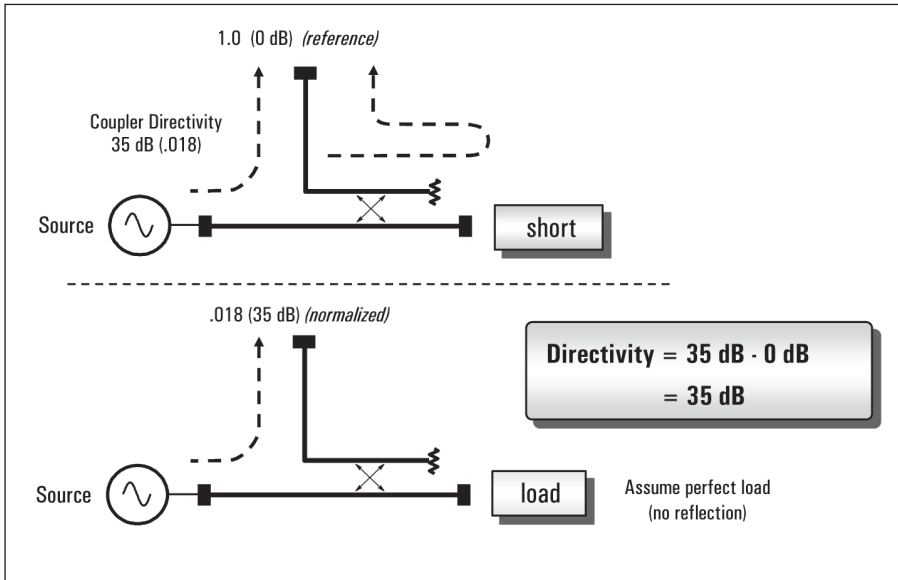 1.0 (0 dB) (reference)
Coupler Directivity
35 dB (.018)
Source
short
.018 (35 dB) (normalized)
Directivity = 35 dB - 0 dB
= 35 dB
Source
load
Assume perfect load
(no reflection)